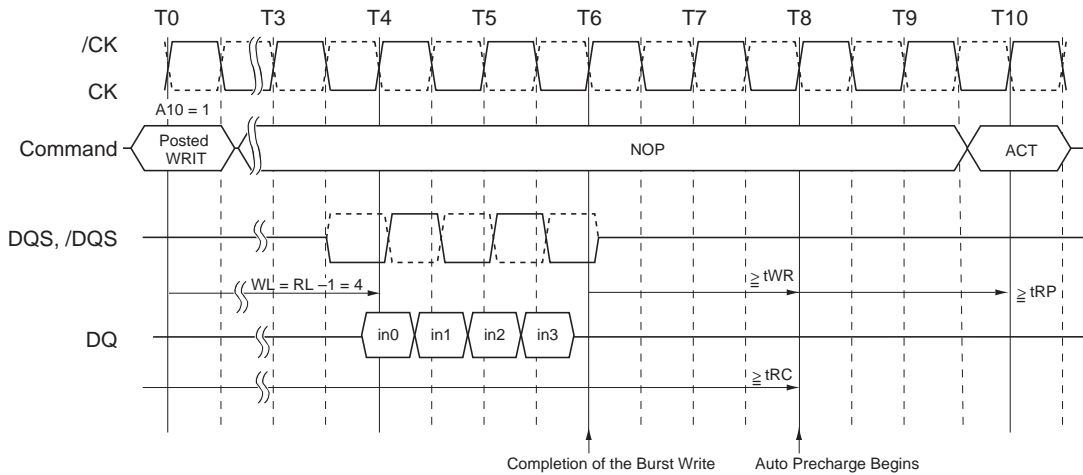 T0 T3 T4 T5 T6 T7 T8 T9 T10
/CK
CK
A10 = 1
Command Posted WRIT NOP ACT
DQS, /DQS
WL = RL –1 = 4 ≧ tWR ≧ tRP
DQ in0 in1 in2 in3
≧ tRC
Completion of the Burst Write Auto Precharge Begins